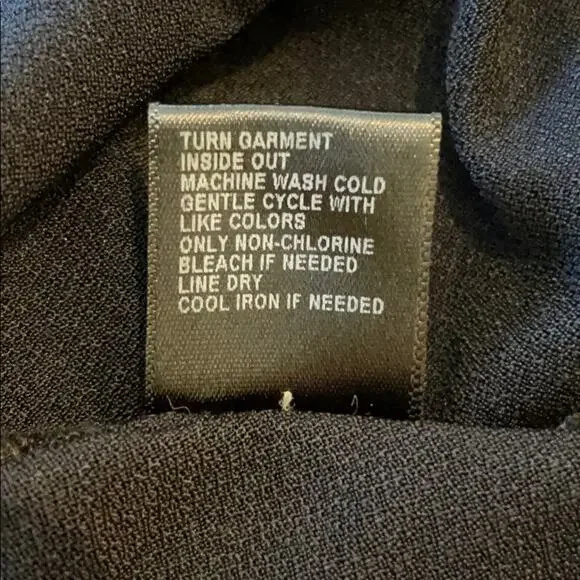 TURN GARMENT
INSIDE OUT
MACHINE WASH COLD
GENTLE CYCLE WITH
LIKE COLORS
ONLY NON-CHLORINE
BLEACH IF NEEDED
LINE DRY
COOL IRON IF NEEDED